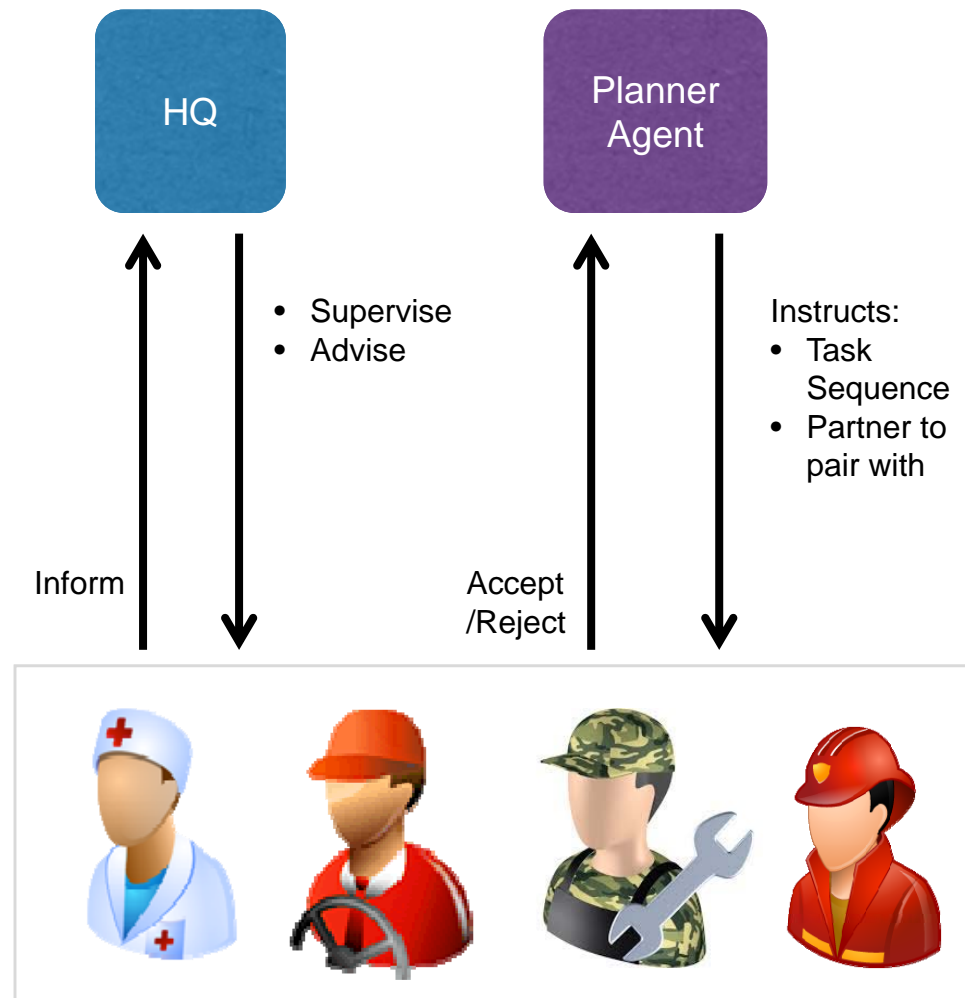 HQ
Planner
Agent
• Supervise
• Advise
Instructs:
• Task
Sequence
• Partner to
pair with
Inform
Accept
/Reject